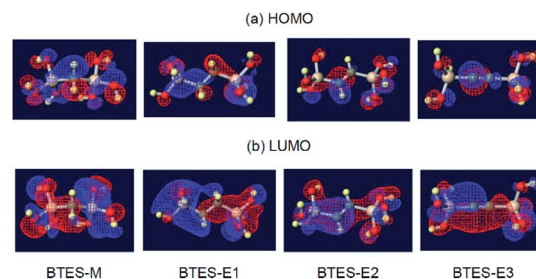 (a) HOMO
(b) LUMO
BTES-M BTES-E1 BTES-E2 BTES-E3